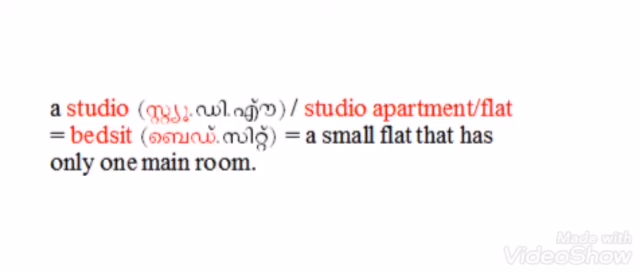 a studio (സ്റ്റ്യൂ.ഡി.എ്ഔ) / studio apartment/flat
= bedsit (ബെഡ്.സിറ്റ്) = a small flat that has
only one main room.
Made with
VideoShow